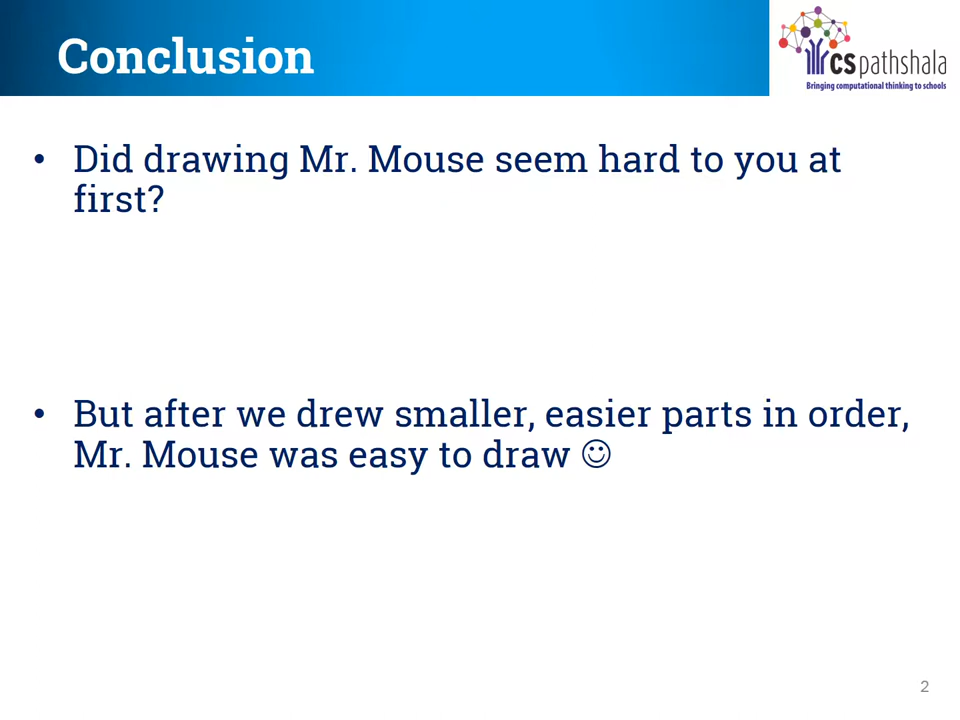 Conclusion
CSpathshala
Bringing computational thinking to schools
• Did drawing Mr. Mouse seem hard to you at
first?
• But after we drew smaller, easier parts in order,
Mr. Mouse was easy to draw ☺
2